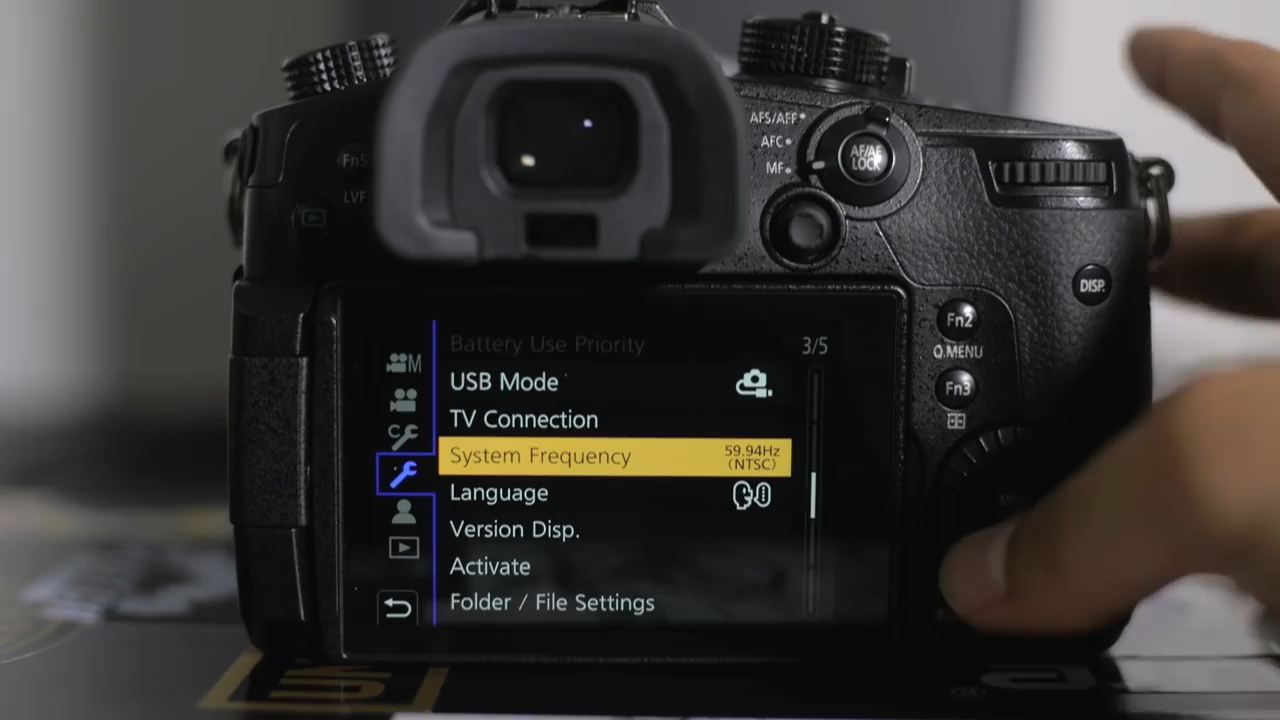 AFS/AFF
AFC
MF
AF/AE
LOCK
Fn5
LVF
DISP.
Fn2
Q.MENU
Fn3
Battery Use Priority
3/5
USB Mode
TV Connection
System Frequency
59.94Hz
(NTSC)
Language
Version Disp.
Activate
Folder / File Settings
M
C